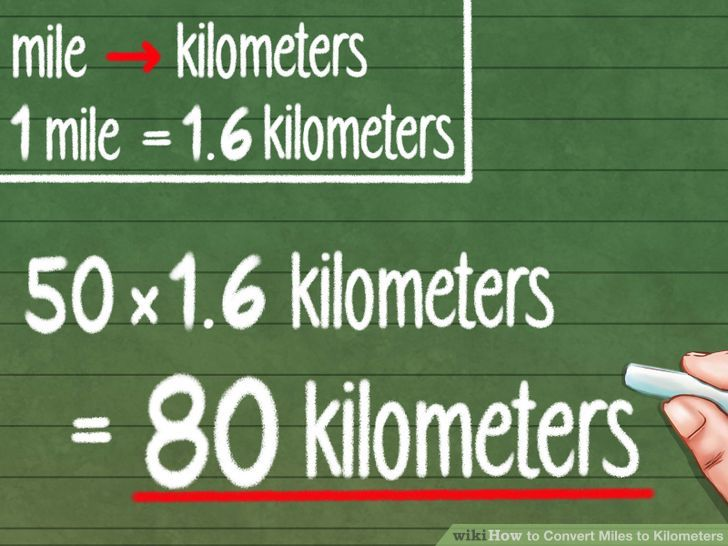 mile → kilometers
1 mile = 1.6 kilometers
50 x 1.6 kilometers
= 80 kilometers
wikiHow to Convert Miles to Kilometers